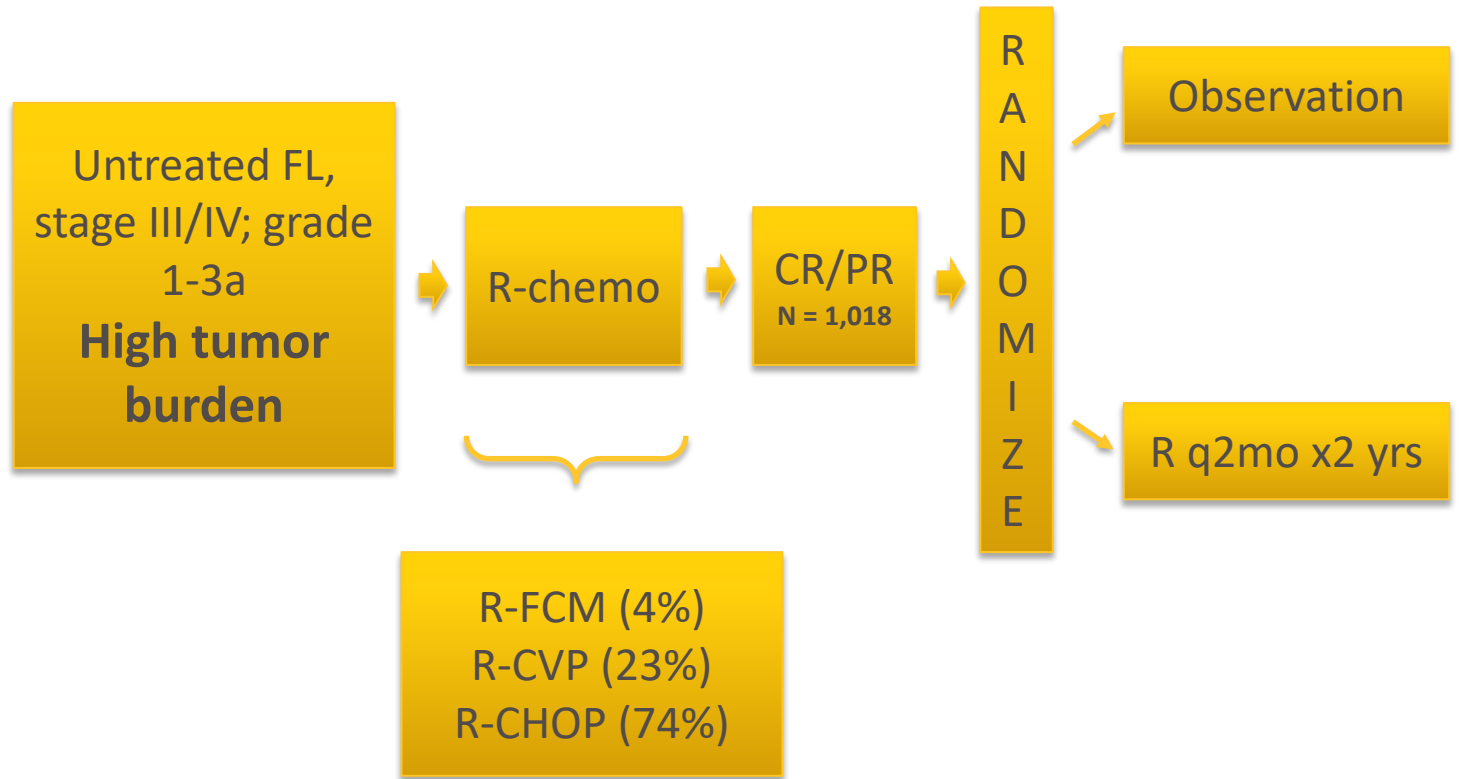 Untreated FL,
stage III/IV; grade
1-3a
High tumor
burden
R-chemo
R-FCM (4%)
R-CVP (23%)
R-CHOP (74%)
CR/PR
N = 1,018
R
A
N
D
O
M
I
Z
E
Observation
R q2mo x2 yrs